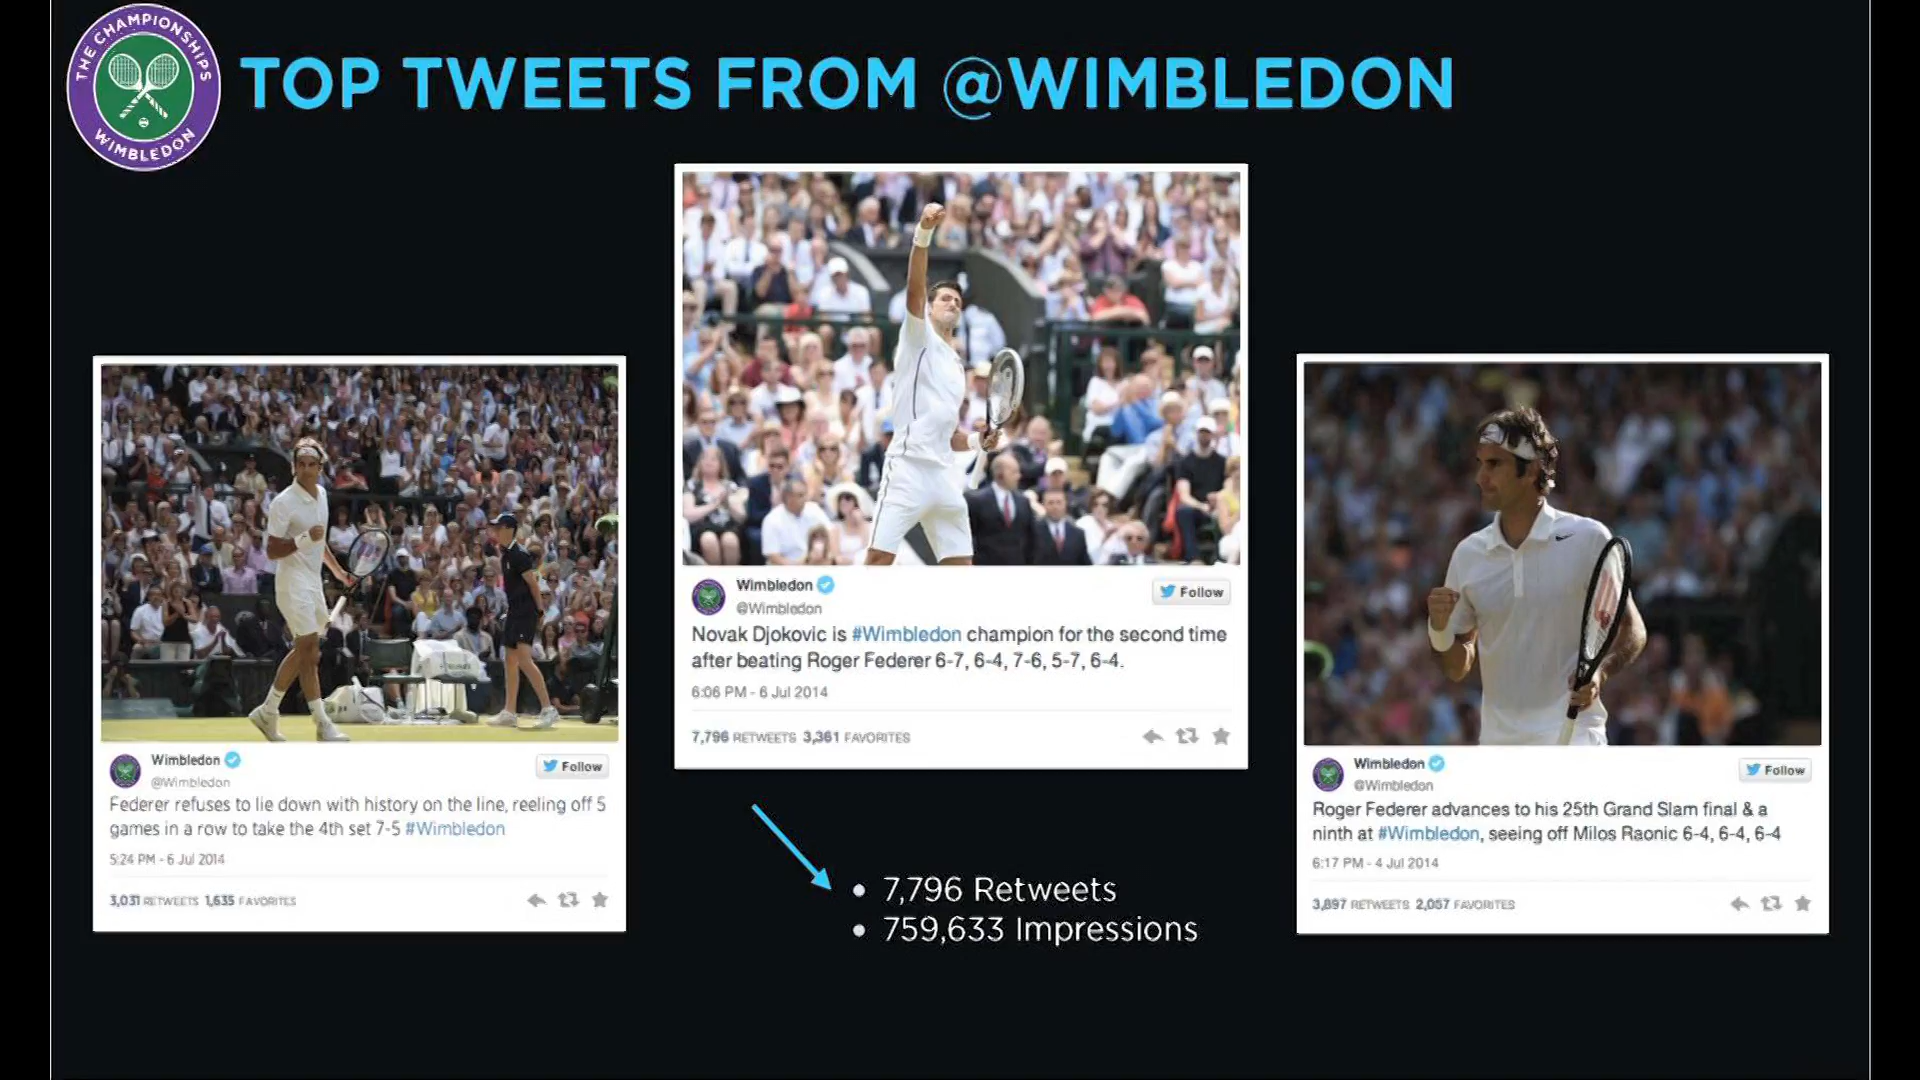 THE CHAMPIONSHIPS
WIMBLEDON
TOP TWEETS FROM @WIMBLEDON
Wimbledon
@Wimbledon
Follow
Federer refuses to lie down with history on the line, reeling off 5
games in a row to take the 4th set 7-5 #Wimbledon
5:24 PM - 6 Jul 2014
3,031 RETWEETS 1,635 FAVORITES
Wimbledon
@Wimbledon
Follow
Novak Djokovic is #Wimbledon champion for the second time
after beating Roger Federer 6-7, 6-4, 7-6, 5-7, 6-4.
6:06 PM - 6 Jul 2014
7,796 RETWEETS 3,361 FAVORITES
• 7,796 Retweets
• 759,633 Impressions
Wimbledon
@Wimbledon
Follow
Roger Federer advances to his 25th Grand Slam final & a
ninth at #Wimbledon, seeing off Milos Raonic 6-4, 6-4, 6-4
6:17 PM - 4 Jul 2014
3,897 RETWEETS 2,057 FAVORITES